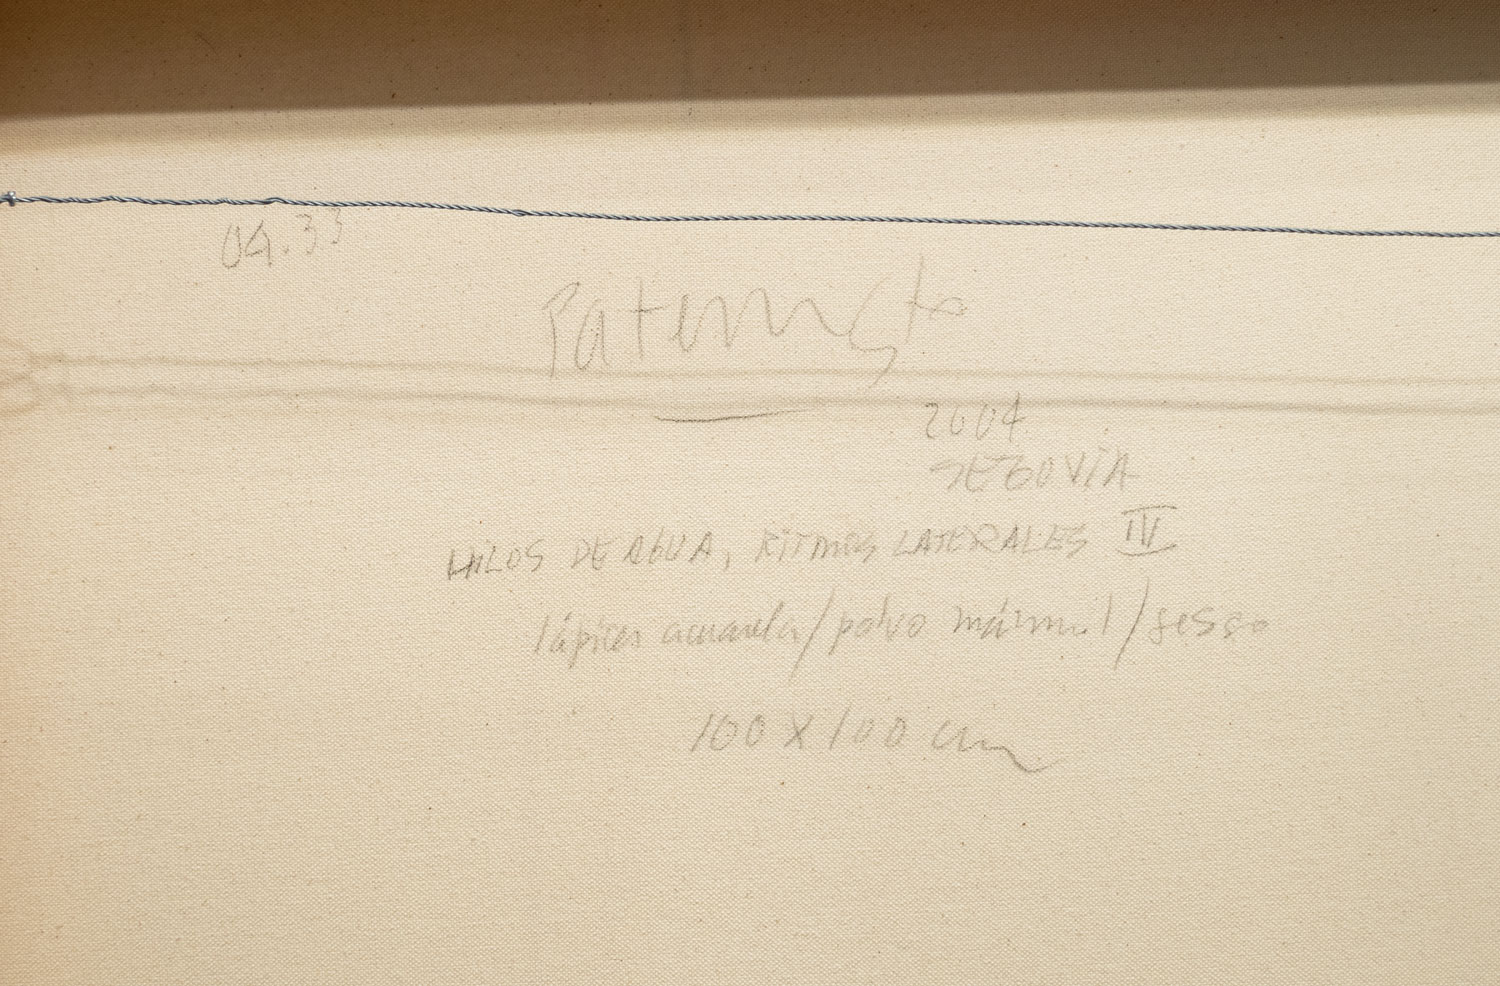 04.33
Paternosto
2004
SEGOVIA
HILOS DE AGUA, RITMOS LATERALES IV
lápices acuarela/polvo mármol/gesso
100 X 100 cm